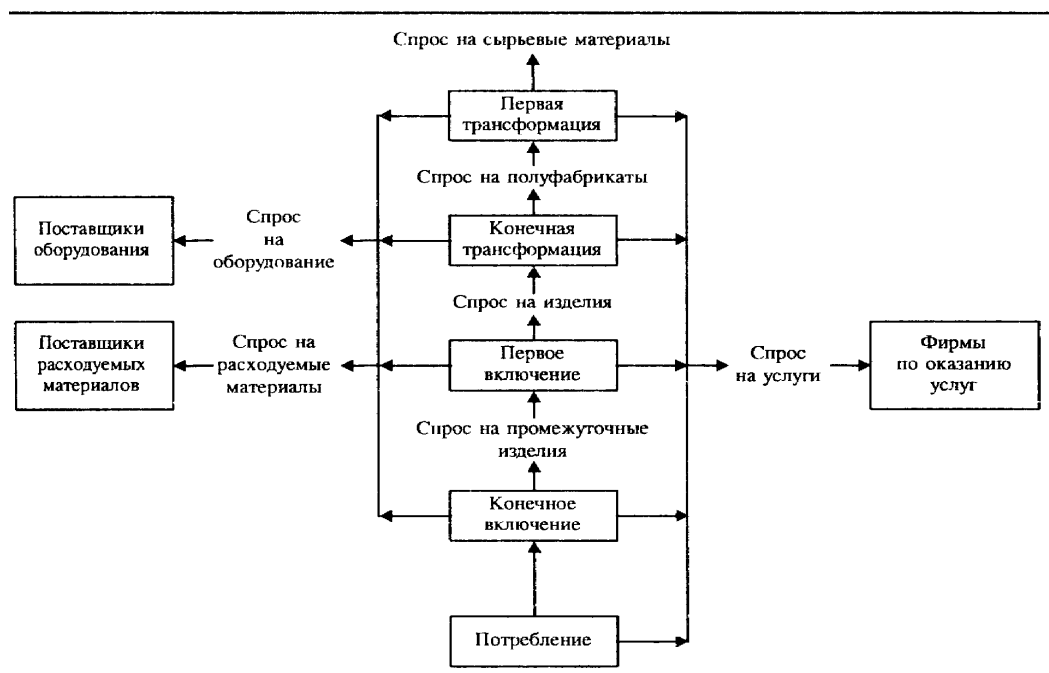 Спрос на сырьевые материалы
Первая
трансформация
Спрос на полуфабрикаты
Поставщики
оборудования
Спрос
на
оборудование
Конечная
трансформация
Спрос на изделия
Поставщики
расходуемых
материалов
Спрос на
расходуемые
материалы
Первое
включение
Спрос
на услуги
Фирмы
по оказанию
услуг
Спрос на промежуточные
изделия
Конечное
включение
Потребление